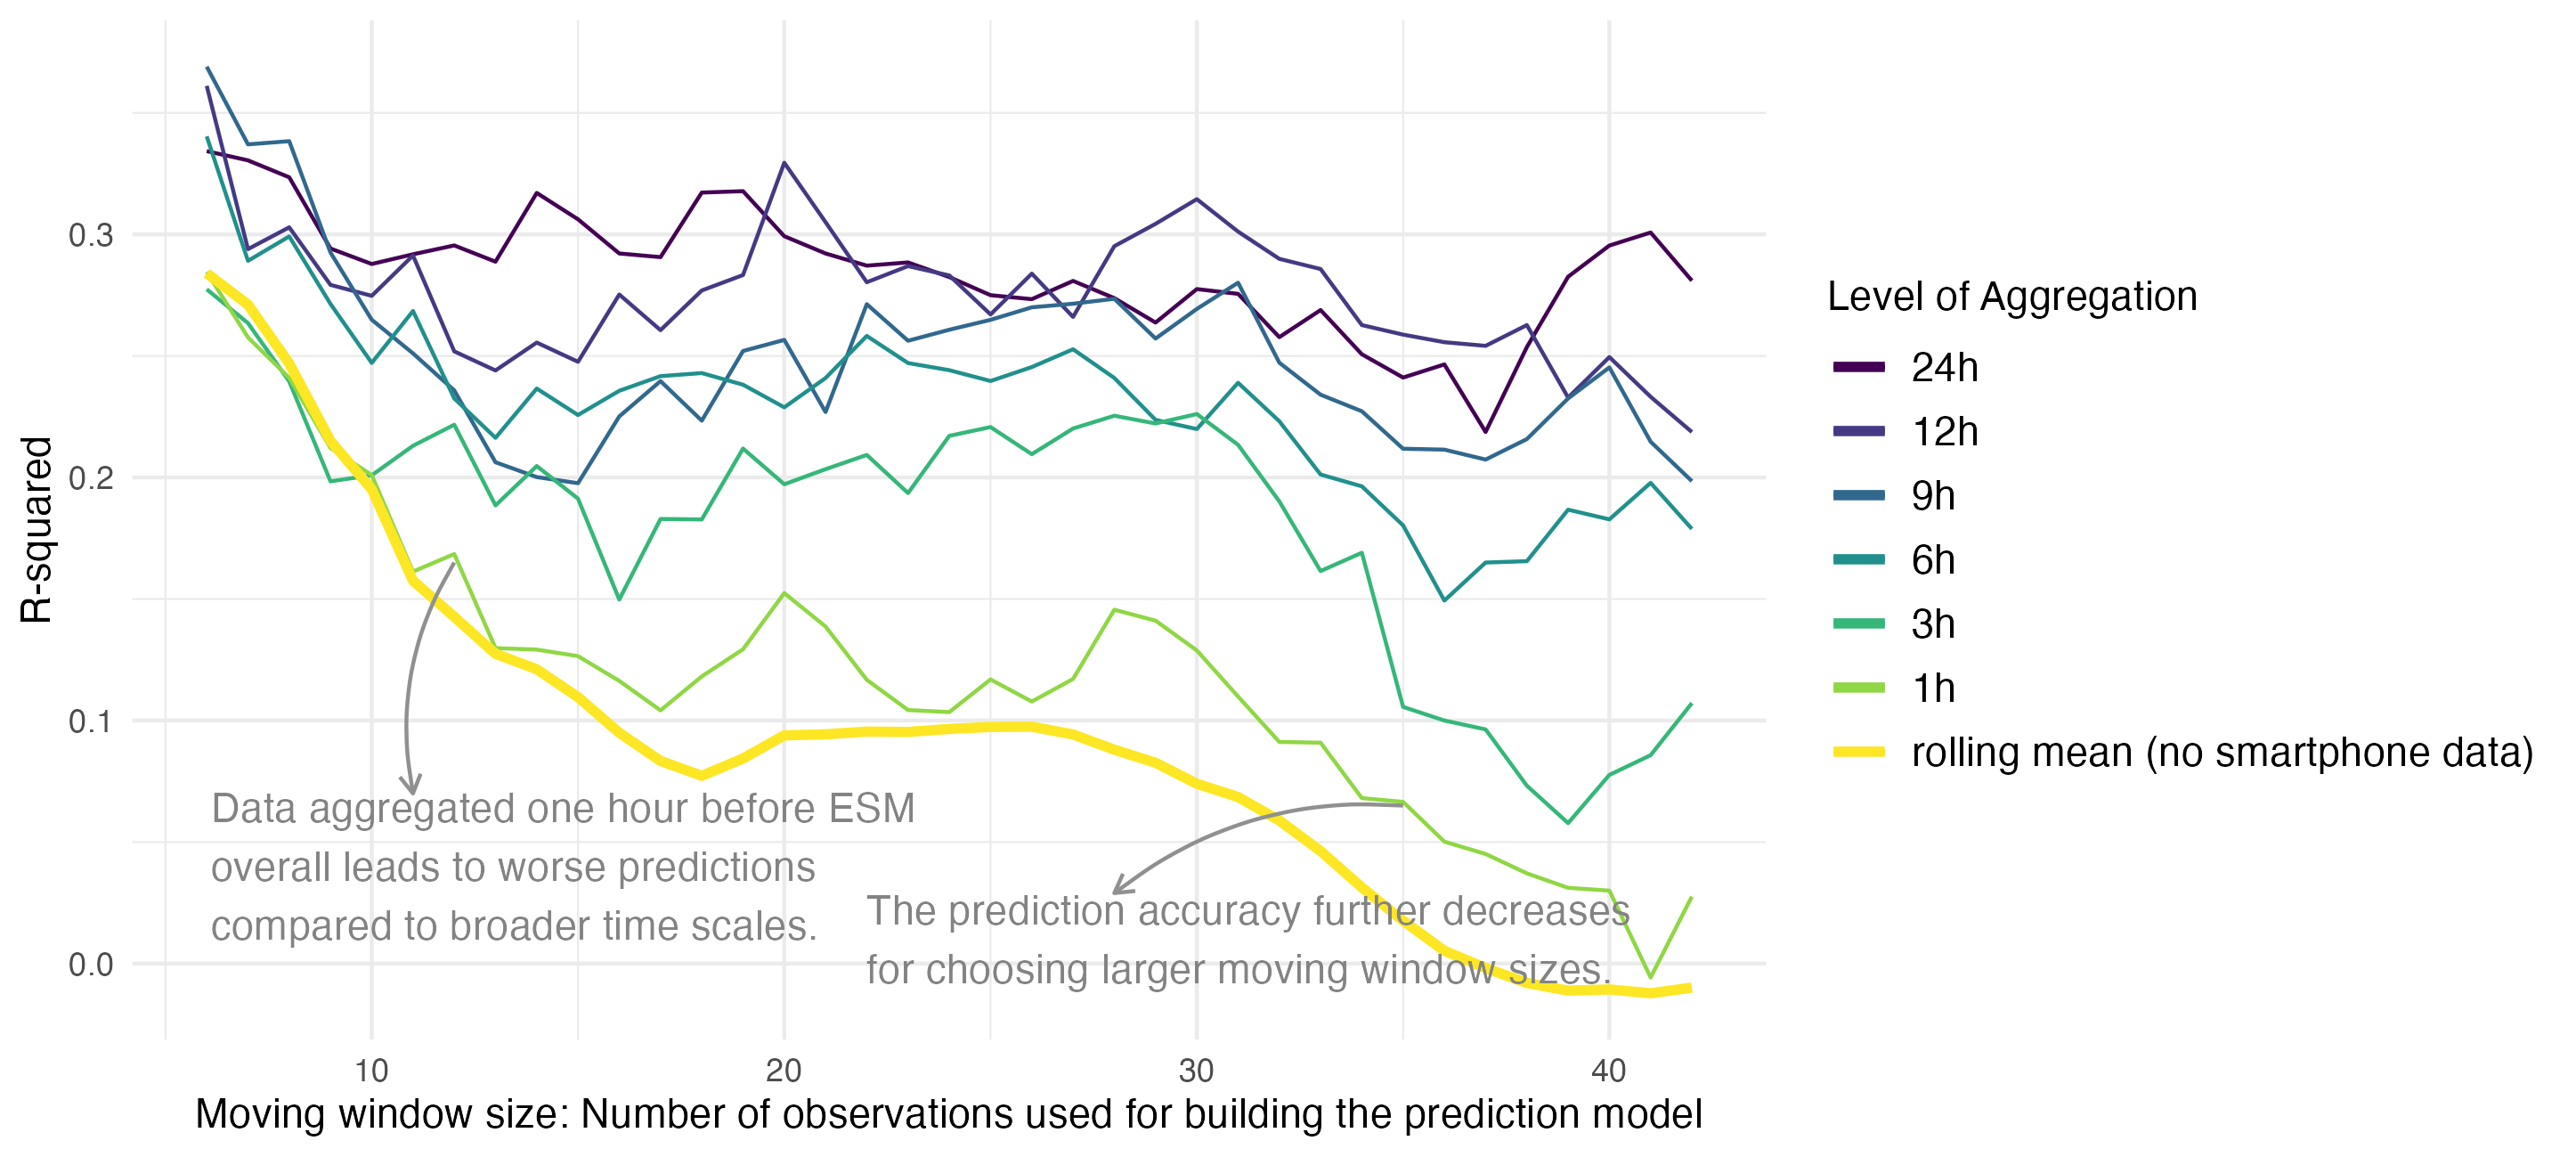 R-squared
0.3
0.2
0.1
0.0
Data aggregated one hour before ESM
overall leads to worse predictions
compared to broader time scales.
The prediction accuracy further decreases
for choosing larger moving window sizes.
10
20
30
40
Moving window size: Number of observations used for building the prediction model
Level of Aggregation
24h
12h
9h
6h
3h
1h
rolling mean (no smartphone data)